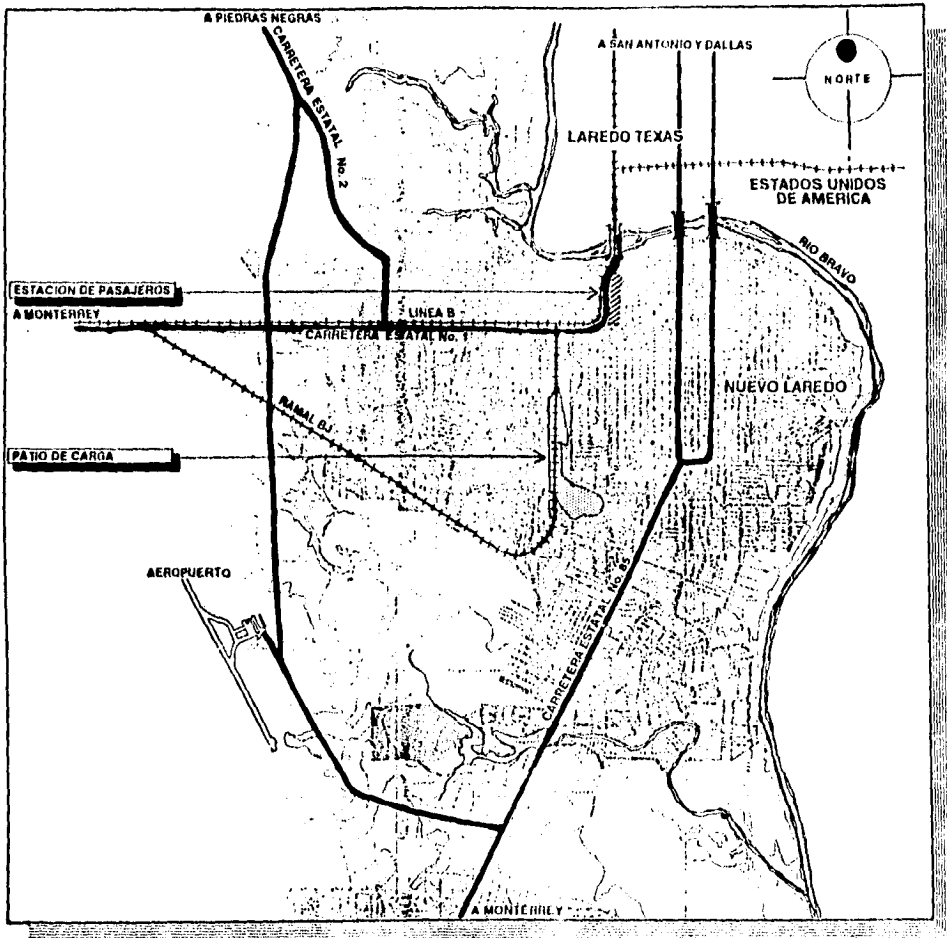 A PIEDRAS NEGRAS
CARRETERA ESTATAL No. 2
A SAN ANTONIO Y DALLAS
NORTE
LAREDO TEXAS
ESTADOS UNIDOS
DE AMERICA
RIO BRAVO
ESTACION DE PASAJEROS
A MONTERREY
LINEA B
CARRETERA ESTATAL No. 1
NUEVO LAREDO
RAMAL BJ
PATIO DE CARGA
AEROPUERTO
CARRETERA ESTATAL No. 85
A MONTERREY